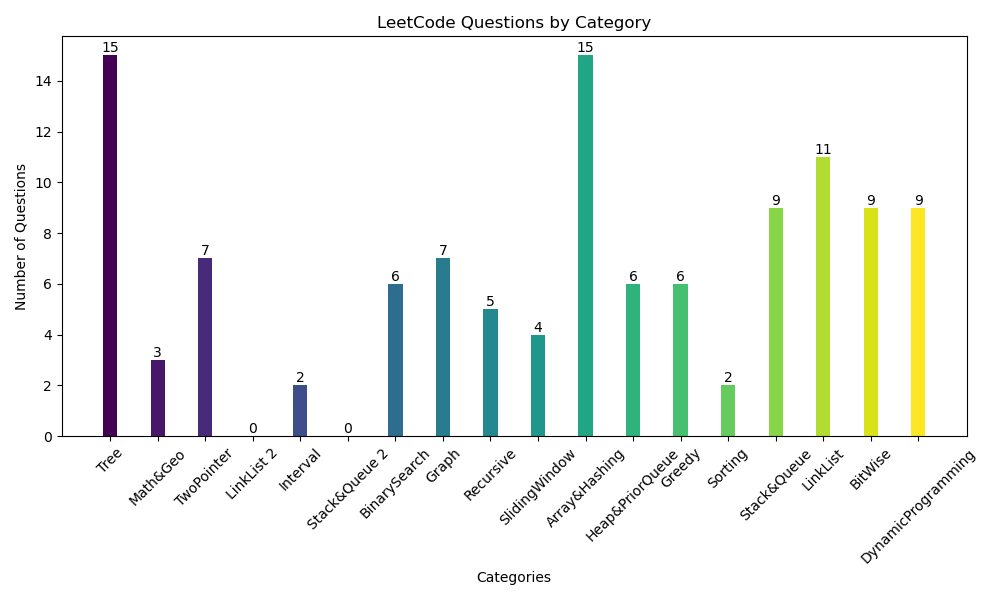 LeetCode Questions by Category
Number of Questions
14
12
10
8
6
4
2
0
15
3
7
0
2
0
6
7
5
4
15
6
6
2
9
11
9
9
Tree
Math&Geo
TwoPointer
LinkList 2
Interval
Stack&Queue 2
BinarySearch
Graph
Recursive
SlidingWindow
Array&Hashing
Heap&PriorQueue
Greedy
Sorting
Stack&Queue
LinkList
BitWise
DynamicProgramming
Categories